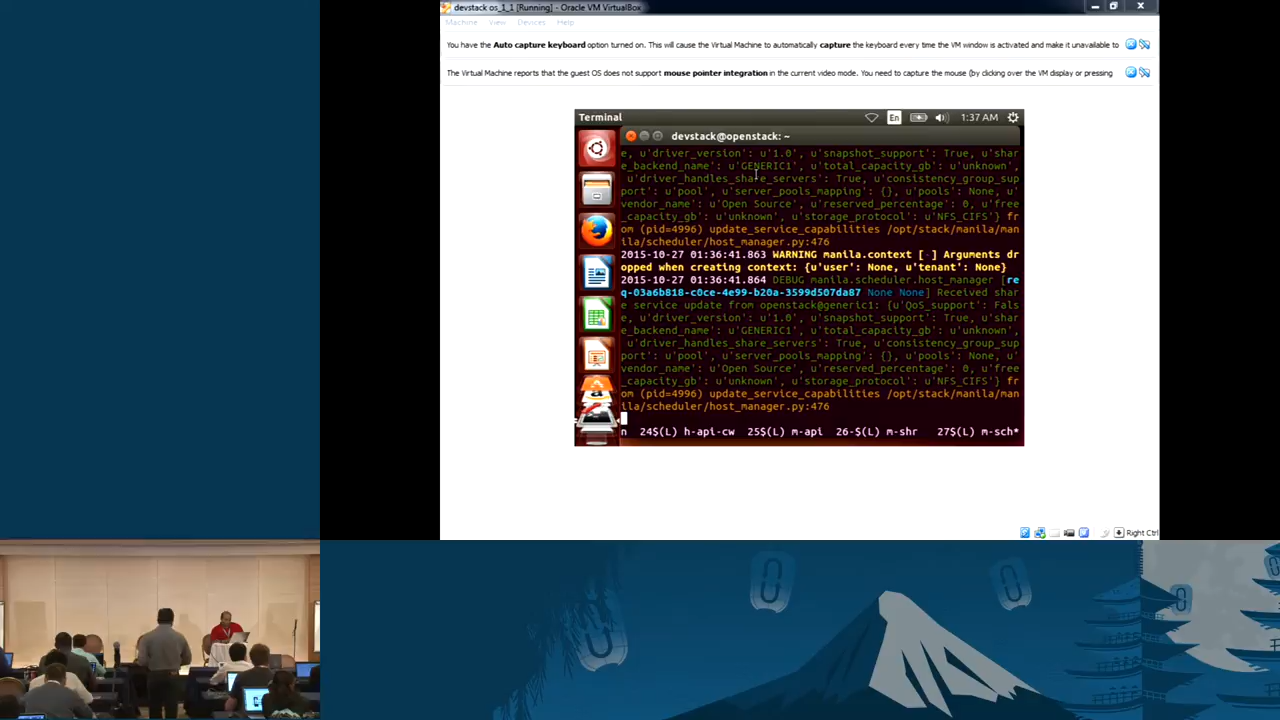 devstack os_1_1 [Running] - Oracle VM VirtualBox
Machine View Devices Help
You have the Auto capture keyboard option turned on. This will cause the Virtual Machine to automatically capture the keyboard every time the VM window is activated and make it unavailable to
The Virtual Machine reports that the guest OS does not support mouse pointer integration in the current video mode. You need to capture the mouse (by clicking over the VM display or pressing
Terminal En 1:37 AM
devstack@openstack: ~
e, u'driver_version': u'1.0', u'snapshot_support': True, u'shar
e_backend_name': u'GENERIC1', u'total_capacity_gb': u'unknown',
u'driver_handles_share_servers': True, u'consistency_group_sup
port': u'pool', u'server_pools_mapping': {}, u'pools': None, u'
vendor_name': u'Open Source', u'reserved_percentage': 0, u'free
_capacity_gb': u'unknown', u'storage_protocol': u'NFS_CIFS'} fr
om (pid=4996) update_service_capabilities /opt/stack/manila/man
ila/scheduler/host_manager.py:476
2015-10-27 01:36:41.863 WARNING manila.context [-] Arguments dr
opped when creating context: {u'user': None, u'tenant': None}
2015-10-27 01:36:41.864 DEBUG manila.scheduler.host_manager [re
q-03a6b818-c0ce-4e99-b20a-3599d507da87 None None] Received shar
e service update from openstack@generic1: {u'QoS_support': Fals
e, u'driver_version': u'1.0', u'snapshot_support': True, u'shar
e_backend_name': u'GENERIC1', u'total_capacity_gb': u'unknown',
u'driver_handles_share_servers': True, u'consistency_group_sup
port': u'pool', u'server_pools_mapping': {}, u'pools': None, u'
vendor_name': u'Open Source', u'reserved_percentage': 0, u'free
_capacity_gb': u'unknown', u'storage_protocol': u'NFS_CIFS'} fr
om (pid=4996) update_service_capabilities /opt/stack/manila/man
ila/scheduler/host_manager.py:476
n 24$(L) h-api-cw 25$(L) m-api 26-$(L) m-shr 27$(L) m-sch*
Right Ctrl